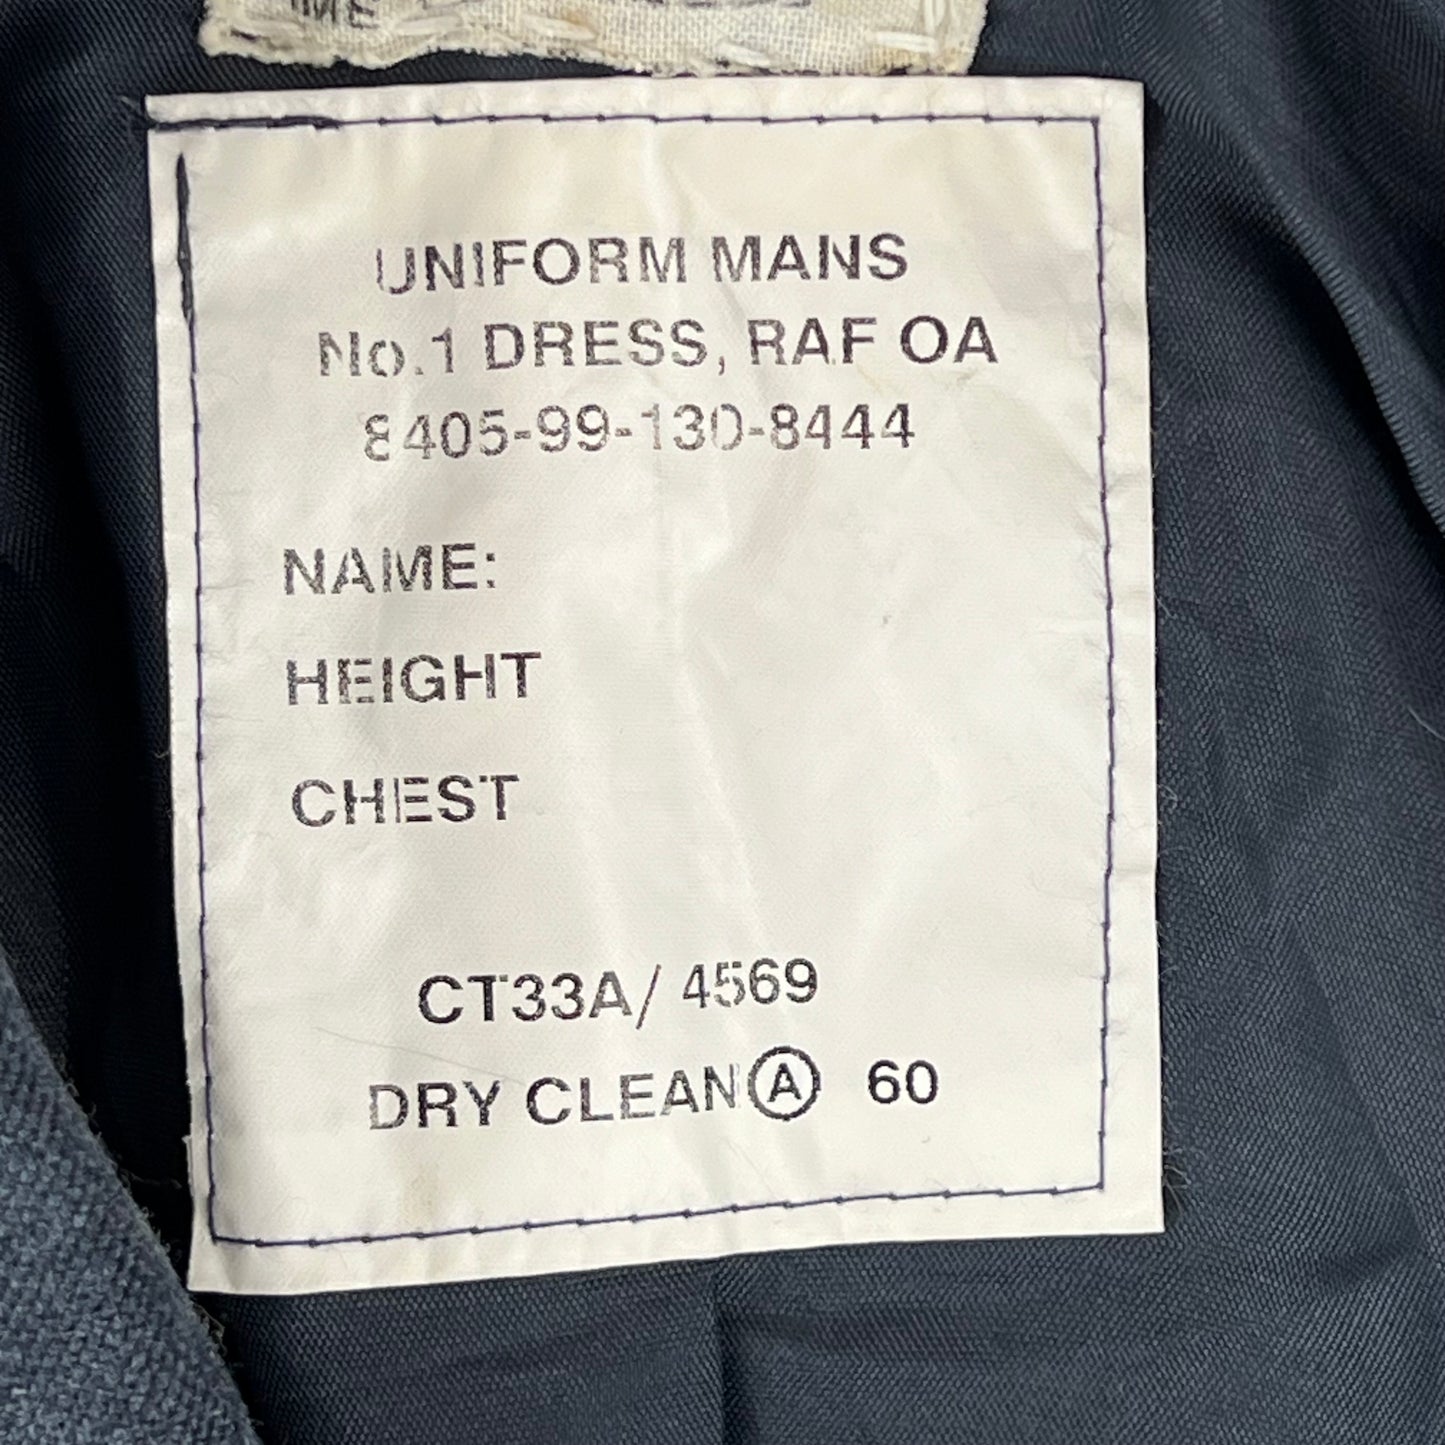 UNIFORM MANS
No.1 DRESS, RAF OA
8405-99-130-8444
NAME:
HEIGHT
CHEST
CT33A/ 4569
DRY CLEAN Ⓐ 60